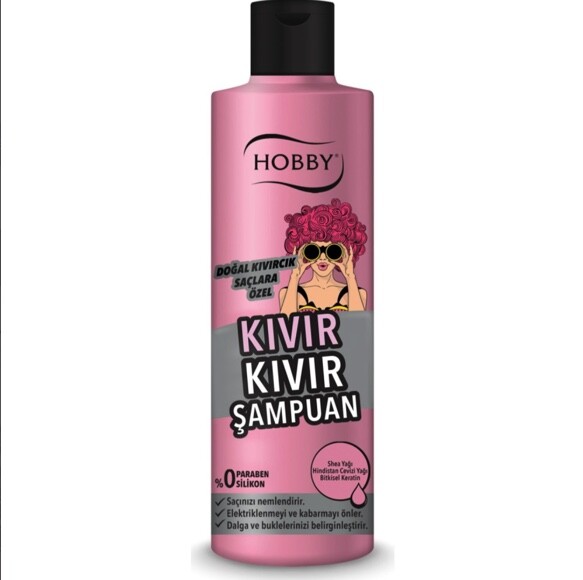 HOBBY®
DOĞAL KIVIRCIK
SAÇLARA
ÖZEL
KIVIR
KIVIR
ŞAMPUAN
Shea Yağı
Hindistan Cevizi Yağı
Bitkisel Keratin
%0 PARABEN
SİLİKON
✓ Saçınızı nemlendirir.
✓ Elektriklenmeyi ve kabarmayı önler.
✓ Dalga ve buklelerinizi belirginleştirir.